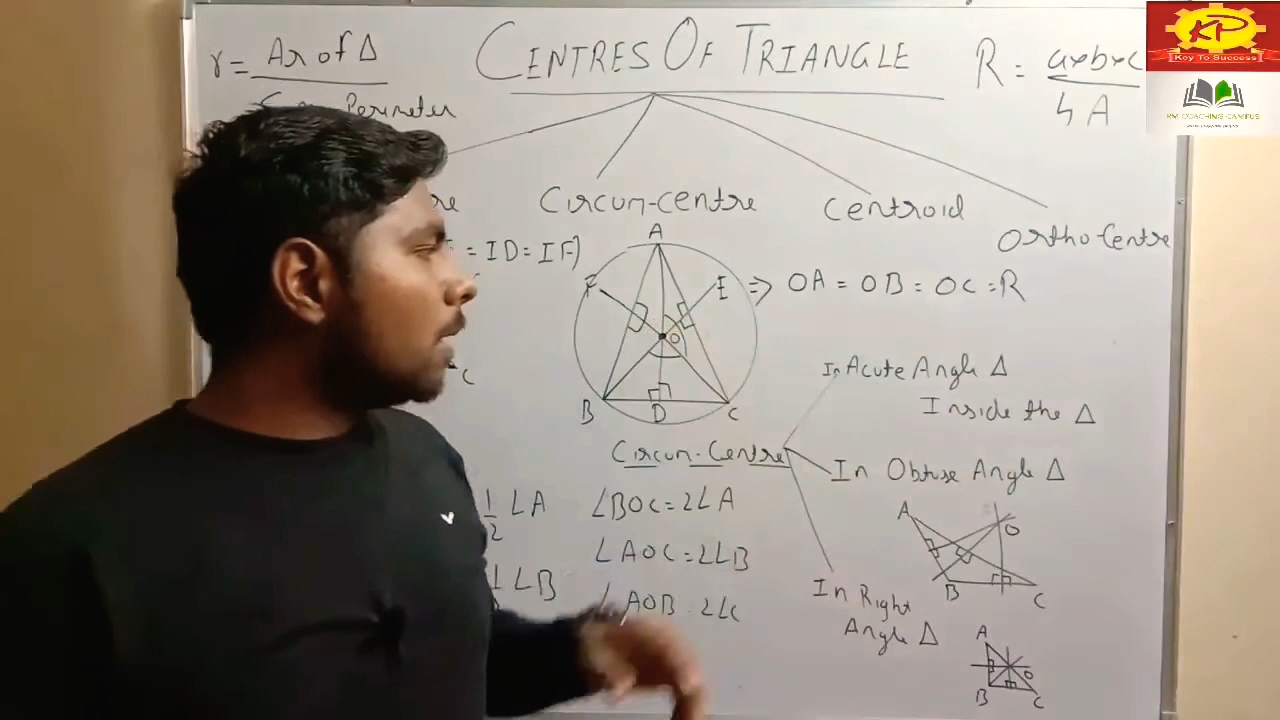 r = Ar of Δ
Perimeter
CENTRES OF TRIANGLE
R = a×b×c
4A
KP
Key To Success
RM COACHING CAMPUS
Circum-centre
Centroid
Ortho-Centre
= ID = IF)
A
F
E
O
B
D
C
⇒ OA = OB = OC = R
C
Circum-Centre
In Acute Angle Δ
Inside the Δ
In Obtuse Angle Δ
A
O
B
C
In Right
Angle Δ
A
O
B
C
1/2 ∠A
∠B
∠BOC = 2∠A
∠AOC = 2∠B
∠AOB = 2∠C